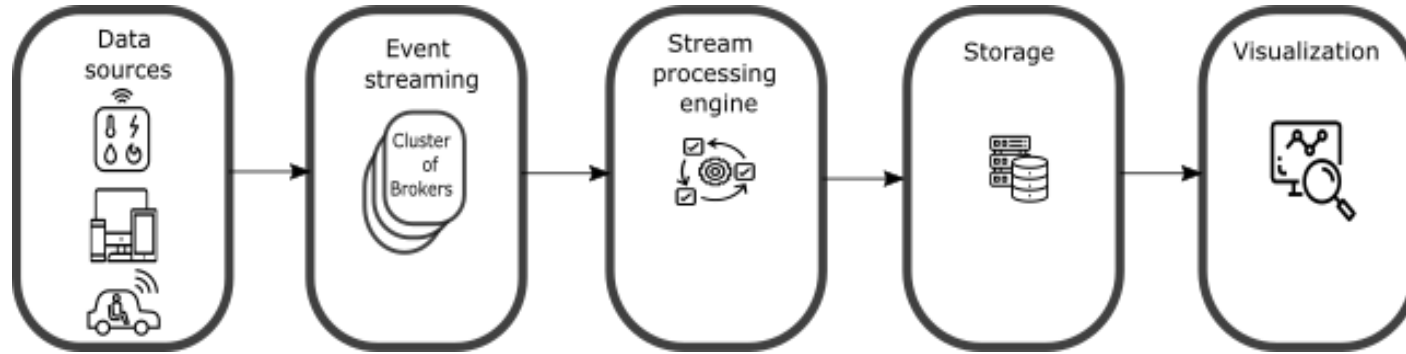 Data
sources
Event
streaming
Cluster
of
Brokers
Stream
processing
engine
Storage
Visualization